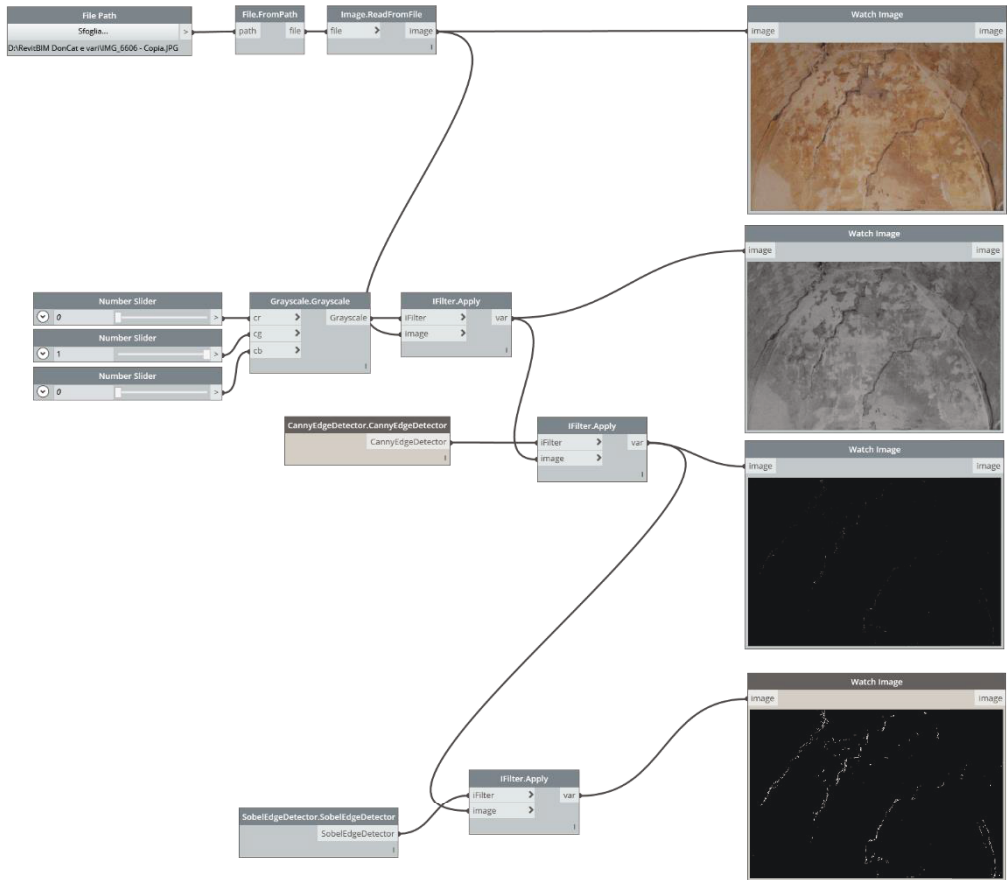 File Path
Sfoglia...
>
D:\RevitBIM DonCat e vari\IMG_6606 - Copia.JPG
File.FromPath
path file
Image.ReadFromFile
file > image
l
Watch Image
image image
Watch Image
image image
Number Slider
0 >
Number Slider
1 >
Number Slider
0 >
Grayscale.Grayscale
cr > Grayscale
cg >
cb >
l
IFilter.Apply
iFilter > var
image >
l
CannyEdgeDetector.CannyEdgeDetector
CannyEdgeDetector
l
IFilter.Apply
iFilter > var
image >
l
Watch Image
image image
Watch Image
image image
IFilter.Apply
iFilter > var
image >
l
SobelEdgeDetector.SobelEdgeDetector
SobelEdgeDetector
l